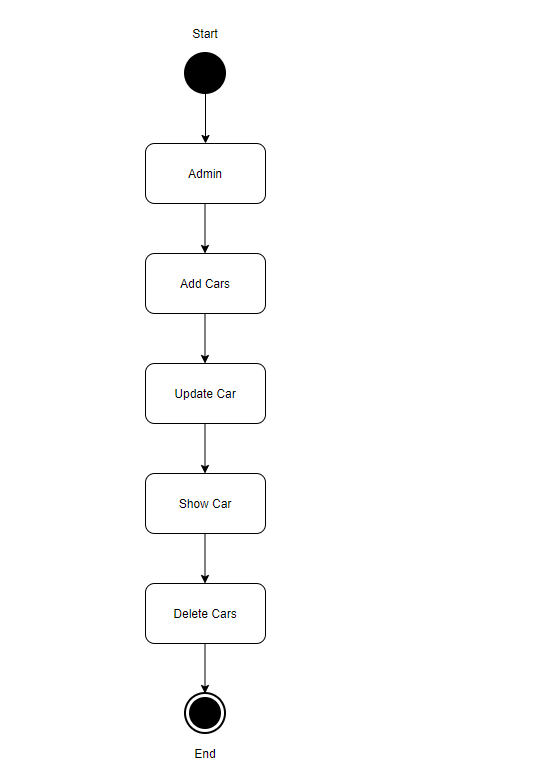 Start
Admin
Add Cars
Update Car
Show Car
Delete Cars
End